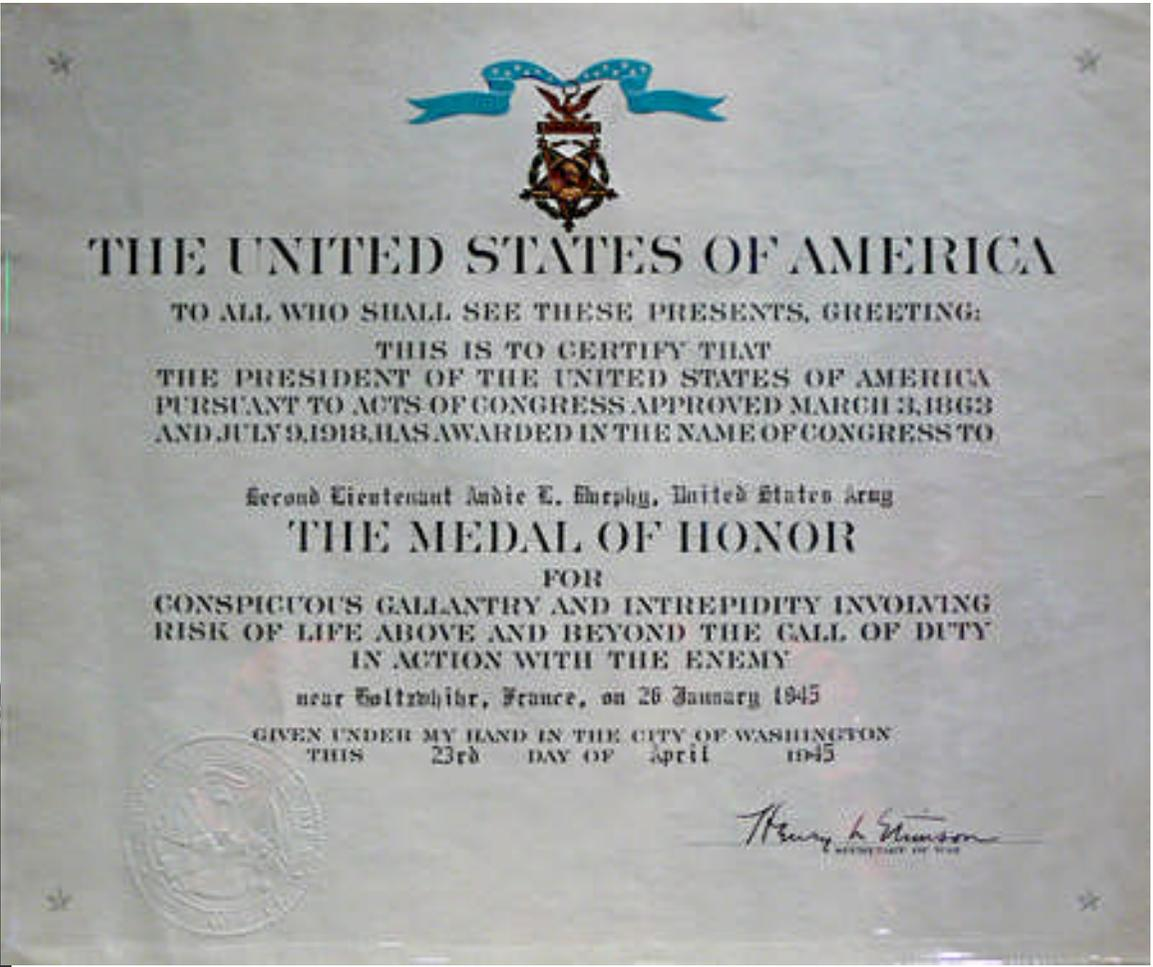 THE UNITED STATES OF AMERICA
TO ALL WHO SHALL SEE THESE PRESENTS, GREETING:
THIS IS TO CERTIFY THAT
THE PRESIDENT OF THE UNITED STATES OF AMERICA
PURSUANT TO ACTS OF CONGRESS APPROVED MARCH 3, 1863
AND JULY 9, 1918, HAS AWARDED IN THE NAME OF CONGRESS TO
Second Lieutenant Audie L. Murphy, United States Army
THE MEDAL OF HONOR
FOR
CONSPICUOUS GALLANTRY AND INTREPIDITY INVOLVING
RISK OF LIFE ABOVE AND BEYOND THE CALL OF DUTY
IN ACTION WITH THE ENEMY
near Holtzwhihr, France, on 26 January 1945
GIVEN UNDER MY HAND IN THE CITY OF WASHINGTON
THIS 23rd DAY OF April 1945
Henry L Stimson
SECRETARY OF WAR